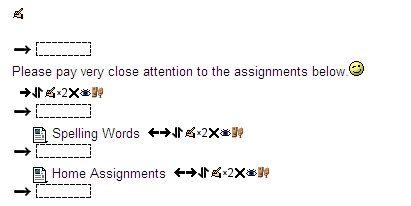 Please pay very close attention to the assignments below.
×2
Spelling Words ×2
Home Assignments ×2